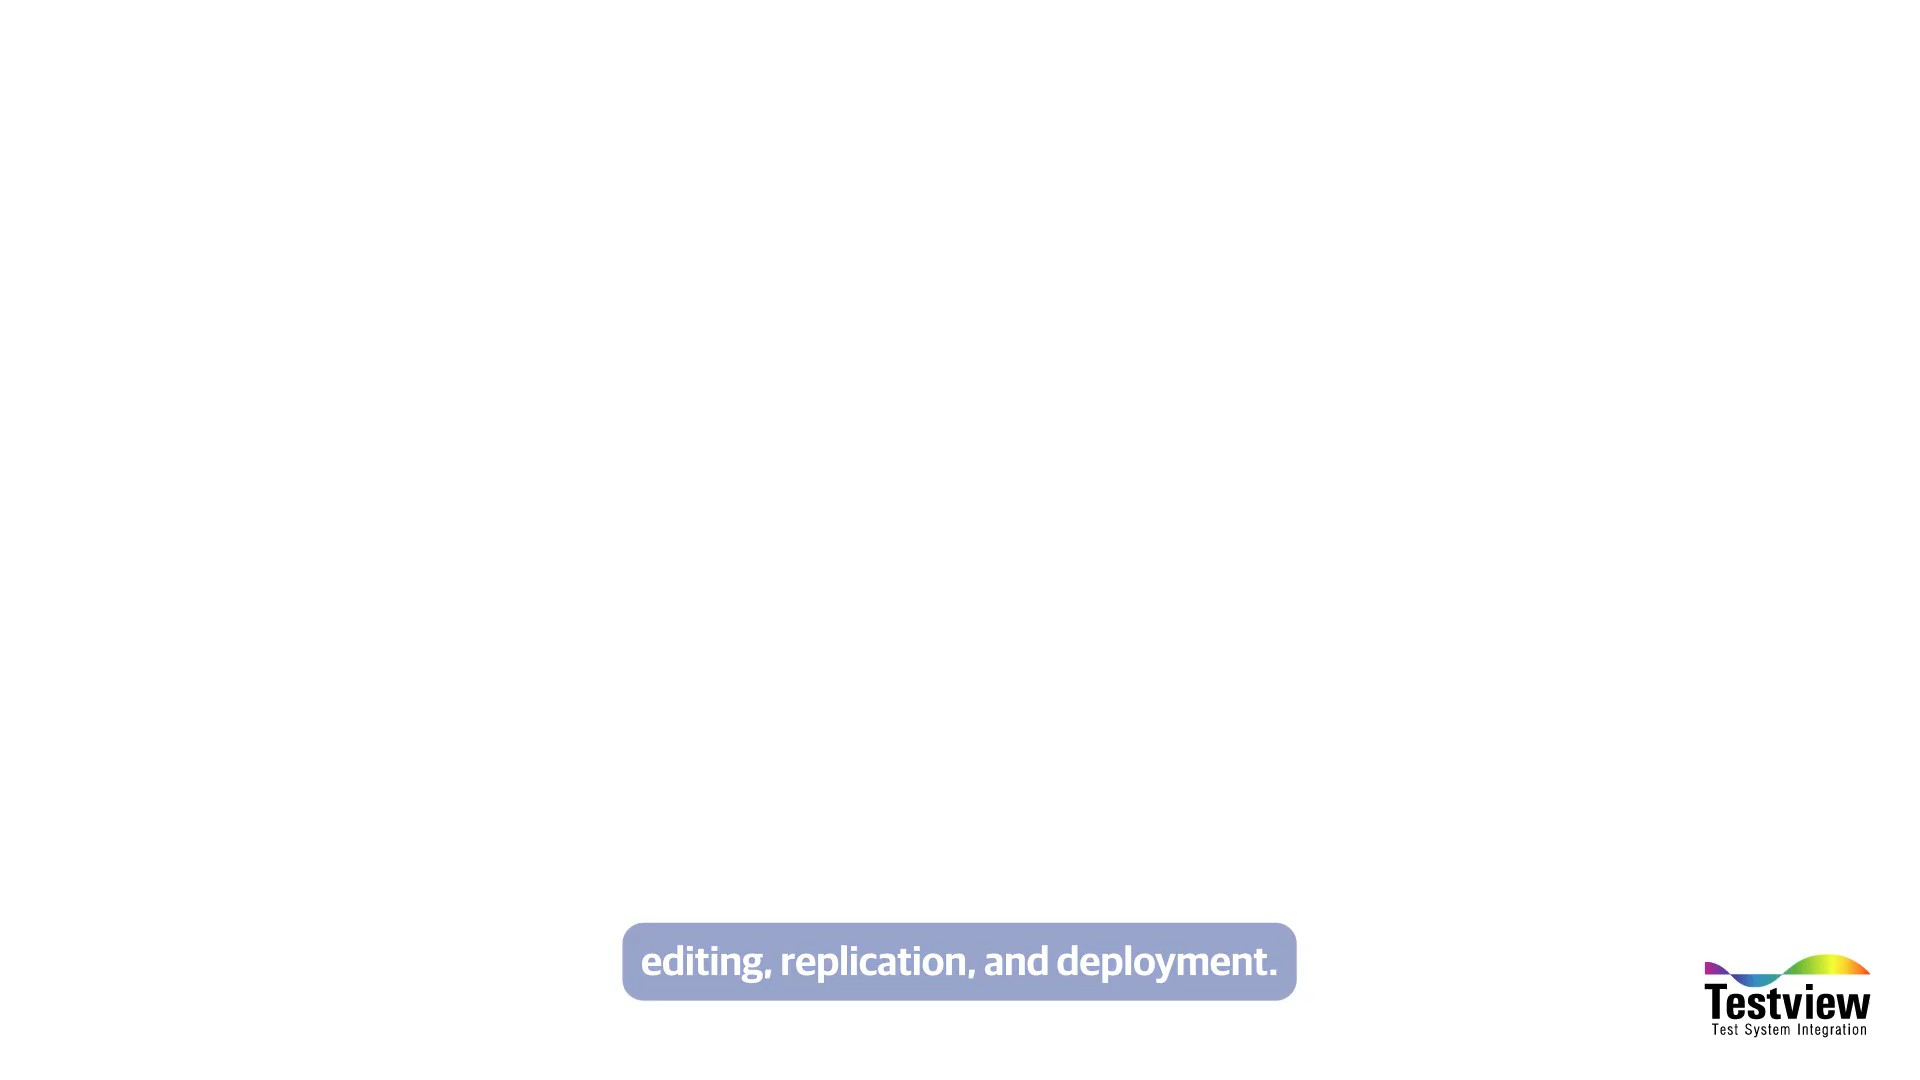 editing, replication, and deployment.
Testview
Test System Integration